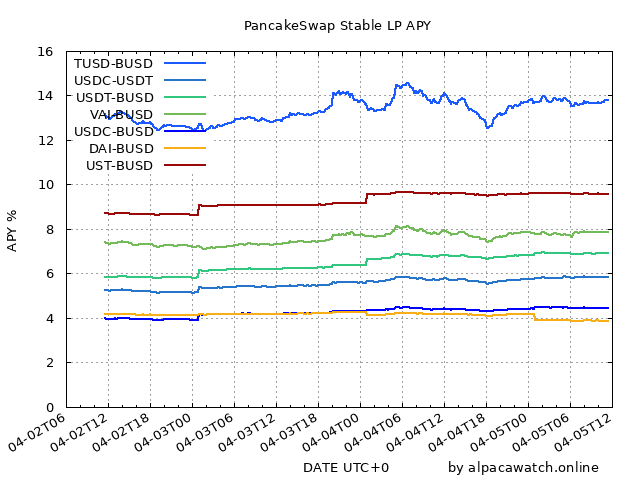 PancakeSwap Stable LP APY
16
14
12
10
8
6
4
2
0
APY %
TUSD-BUSD
USDC-USDT
USDT-BUSD
VAI-BUSD
USDC-BUSD
DAI-BUSD
UST-BUSD
04-02T06
04-02T12
04-02T18
04-03T00
04-03T06
04-03T12
04-03T18
04-04T00
04-04T06
04-04T12
04-04T18
04-05T00
04-05T06
04-05T12
DATE UTC+0
by alpacawatch.online